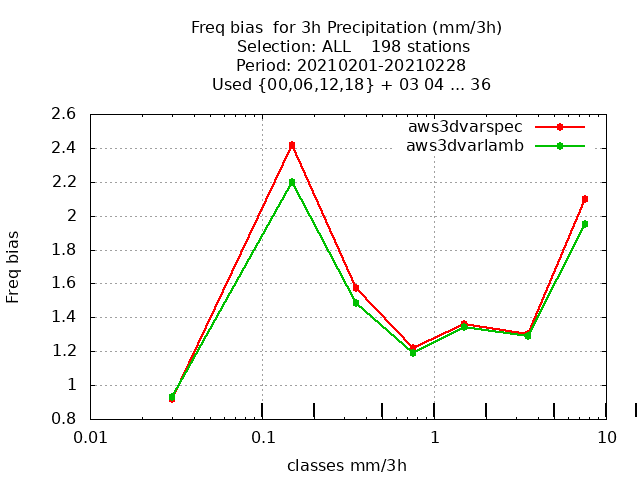 Freq bias  for 3h Precipitation (mm/3h)
Selection: ALL    198 stations
Period: 20210201-20210228
Used {00,06,12,18} + 03 04 ... 36
aws3dvarspec
aws3dvarlamb
2.6
2.4
2.2
2
1.8
1.6
1.4
1.2
1
0.8
Freq bias
0.01 0.1 1 10
classes mm/3h